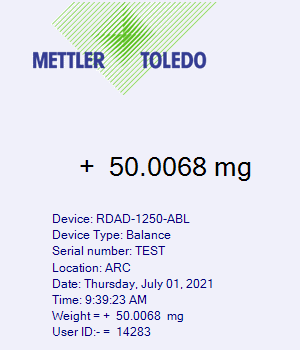 METTLER TOLEDO
+ 50.0068 mg
Device: RDAD-1250-ABL
Device Type: Balance
Serial number: TEST
Location: ARC
Date: Thursday, July 01, 2021
Time: 9:39:23 AM
Weight = + 50.0068 mg
User ID:- = 14283